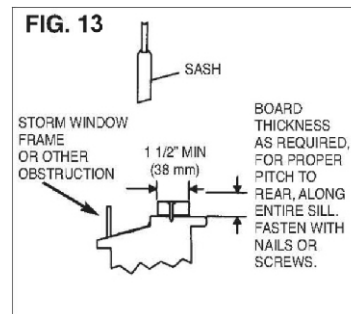 FIG. 13
SASH
STORM WINDOW
FRAME
OR OTHER
OBSTRUCTION
1 1/2" MIN
(38 mm)
BOARD
THICKNESS
AS REQUIRED,
FOR PROPER
PITCH TO
REAR, ALONG
ENTIRE SILL.
FASTEN WITH
NAILS OR
SCREWS.